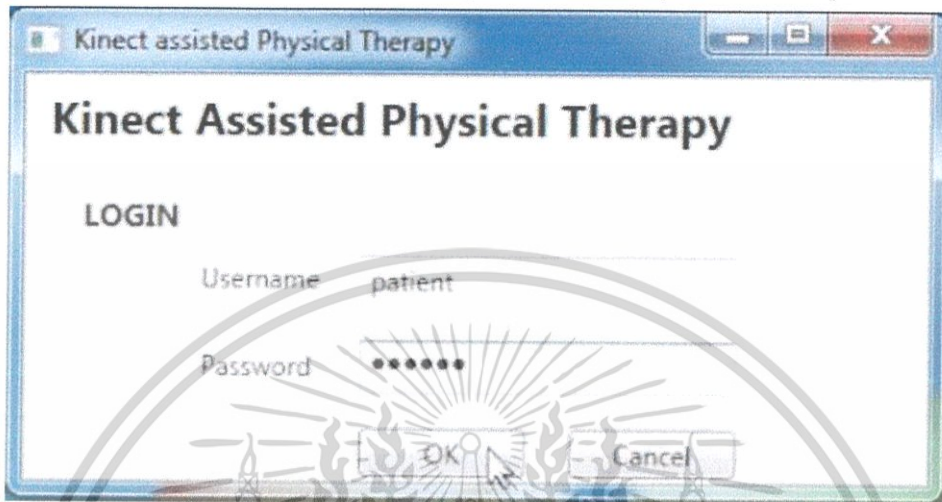 Kinect assisted Physical Therapy
Kinect Assisted Physical Therapy
LOGIN
Username patient
Password ••••••
OK Cancel